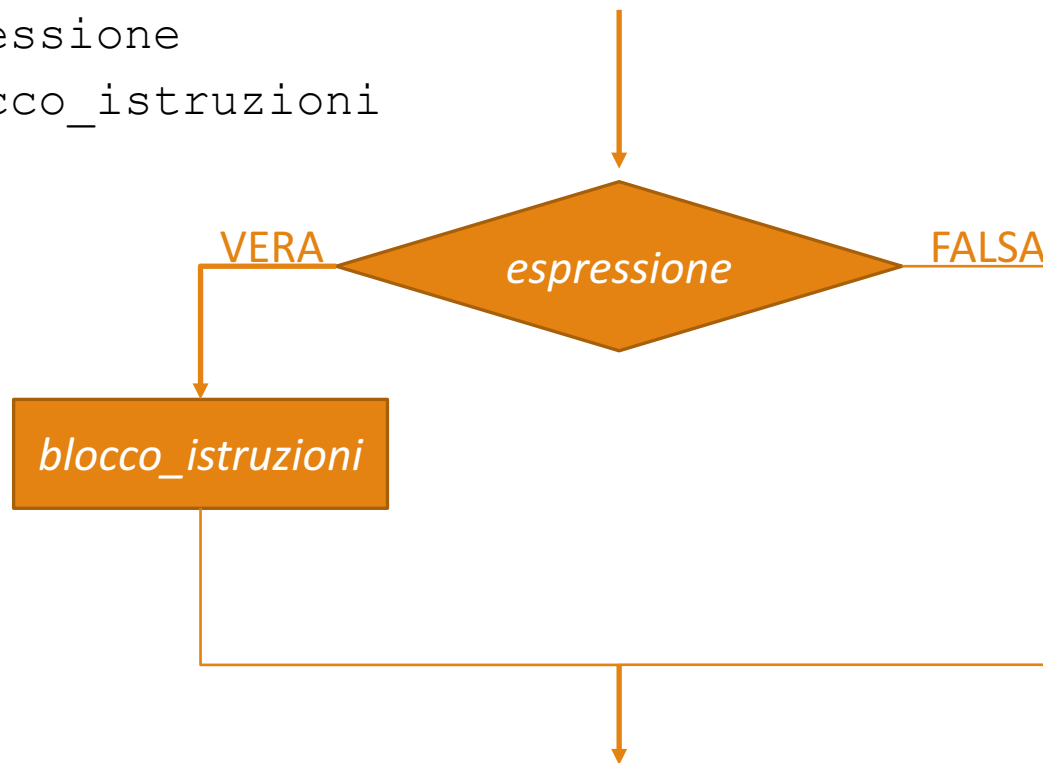 essione
cco_istruzioni
VERA
espressione
FALSA
blocco_istruzioni